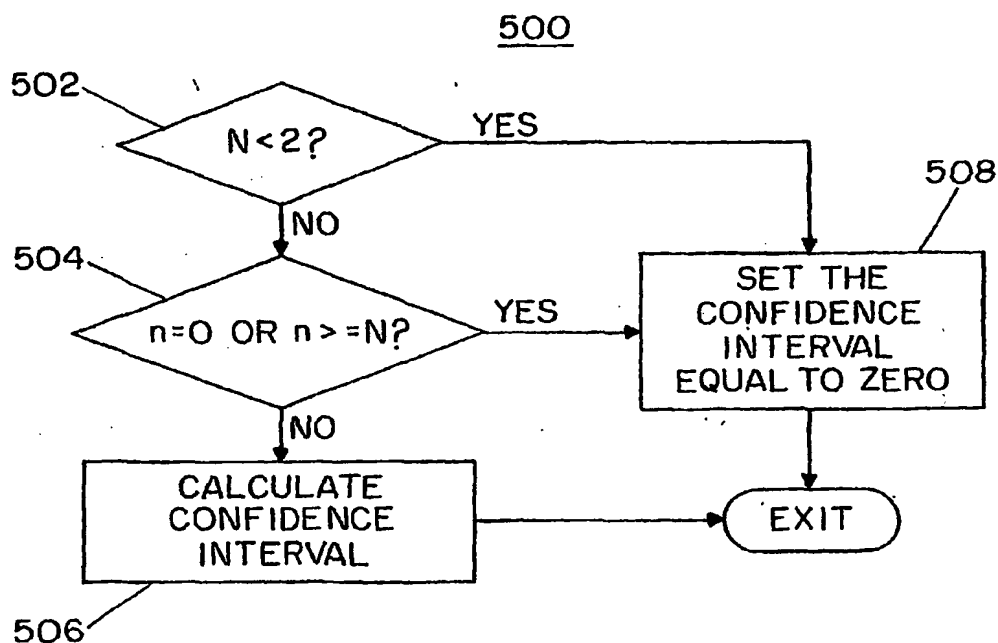 500
502
N<2?
YES
NO
504
n=0 OR n>=N?
YES
508
SET THE
CONFIDENCE
INTERVAL
EQUAL TO ZERO
NO
CALCULATE
CONFIDENCE
INTERVAL
EXIT
506